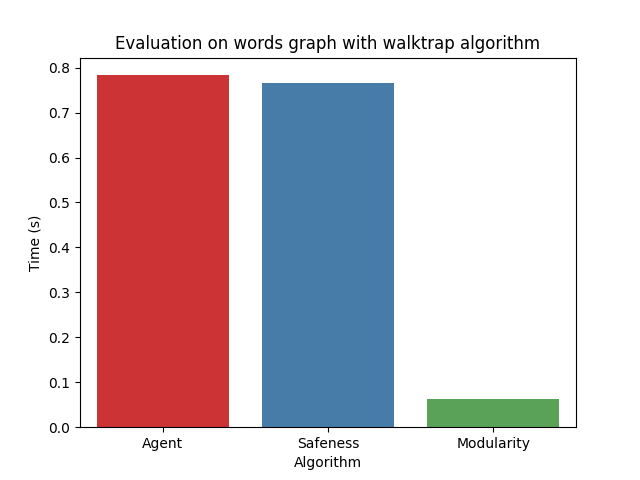 Evaluation on words graph with walktrap algorithm
0.8
0.7
0.6
0.5
0.4
0.3
0.2
0.1
0.0
Time (s)
Agent
Safeness
Modularity
Algorithm